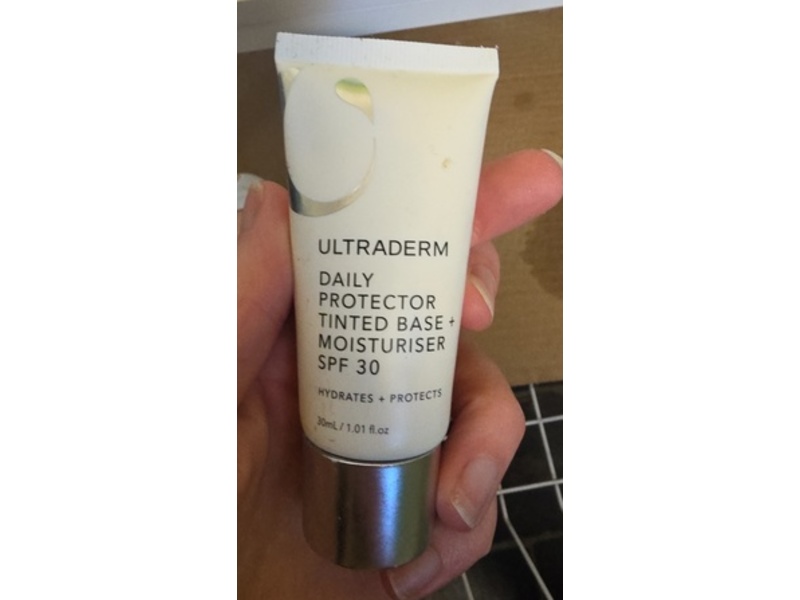 ULTRADERM
DAILY
PROTECTOR
TINTED BASE +
MOISTURISER
SPF 30
HYDRATES + PROTECTS
30mL / 1.01 fl.oz